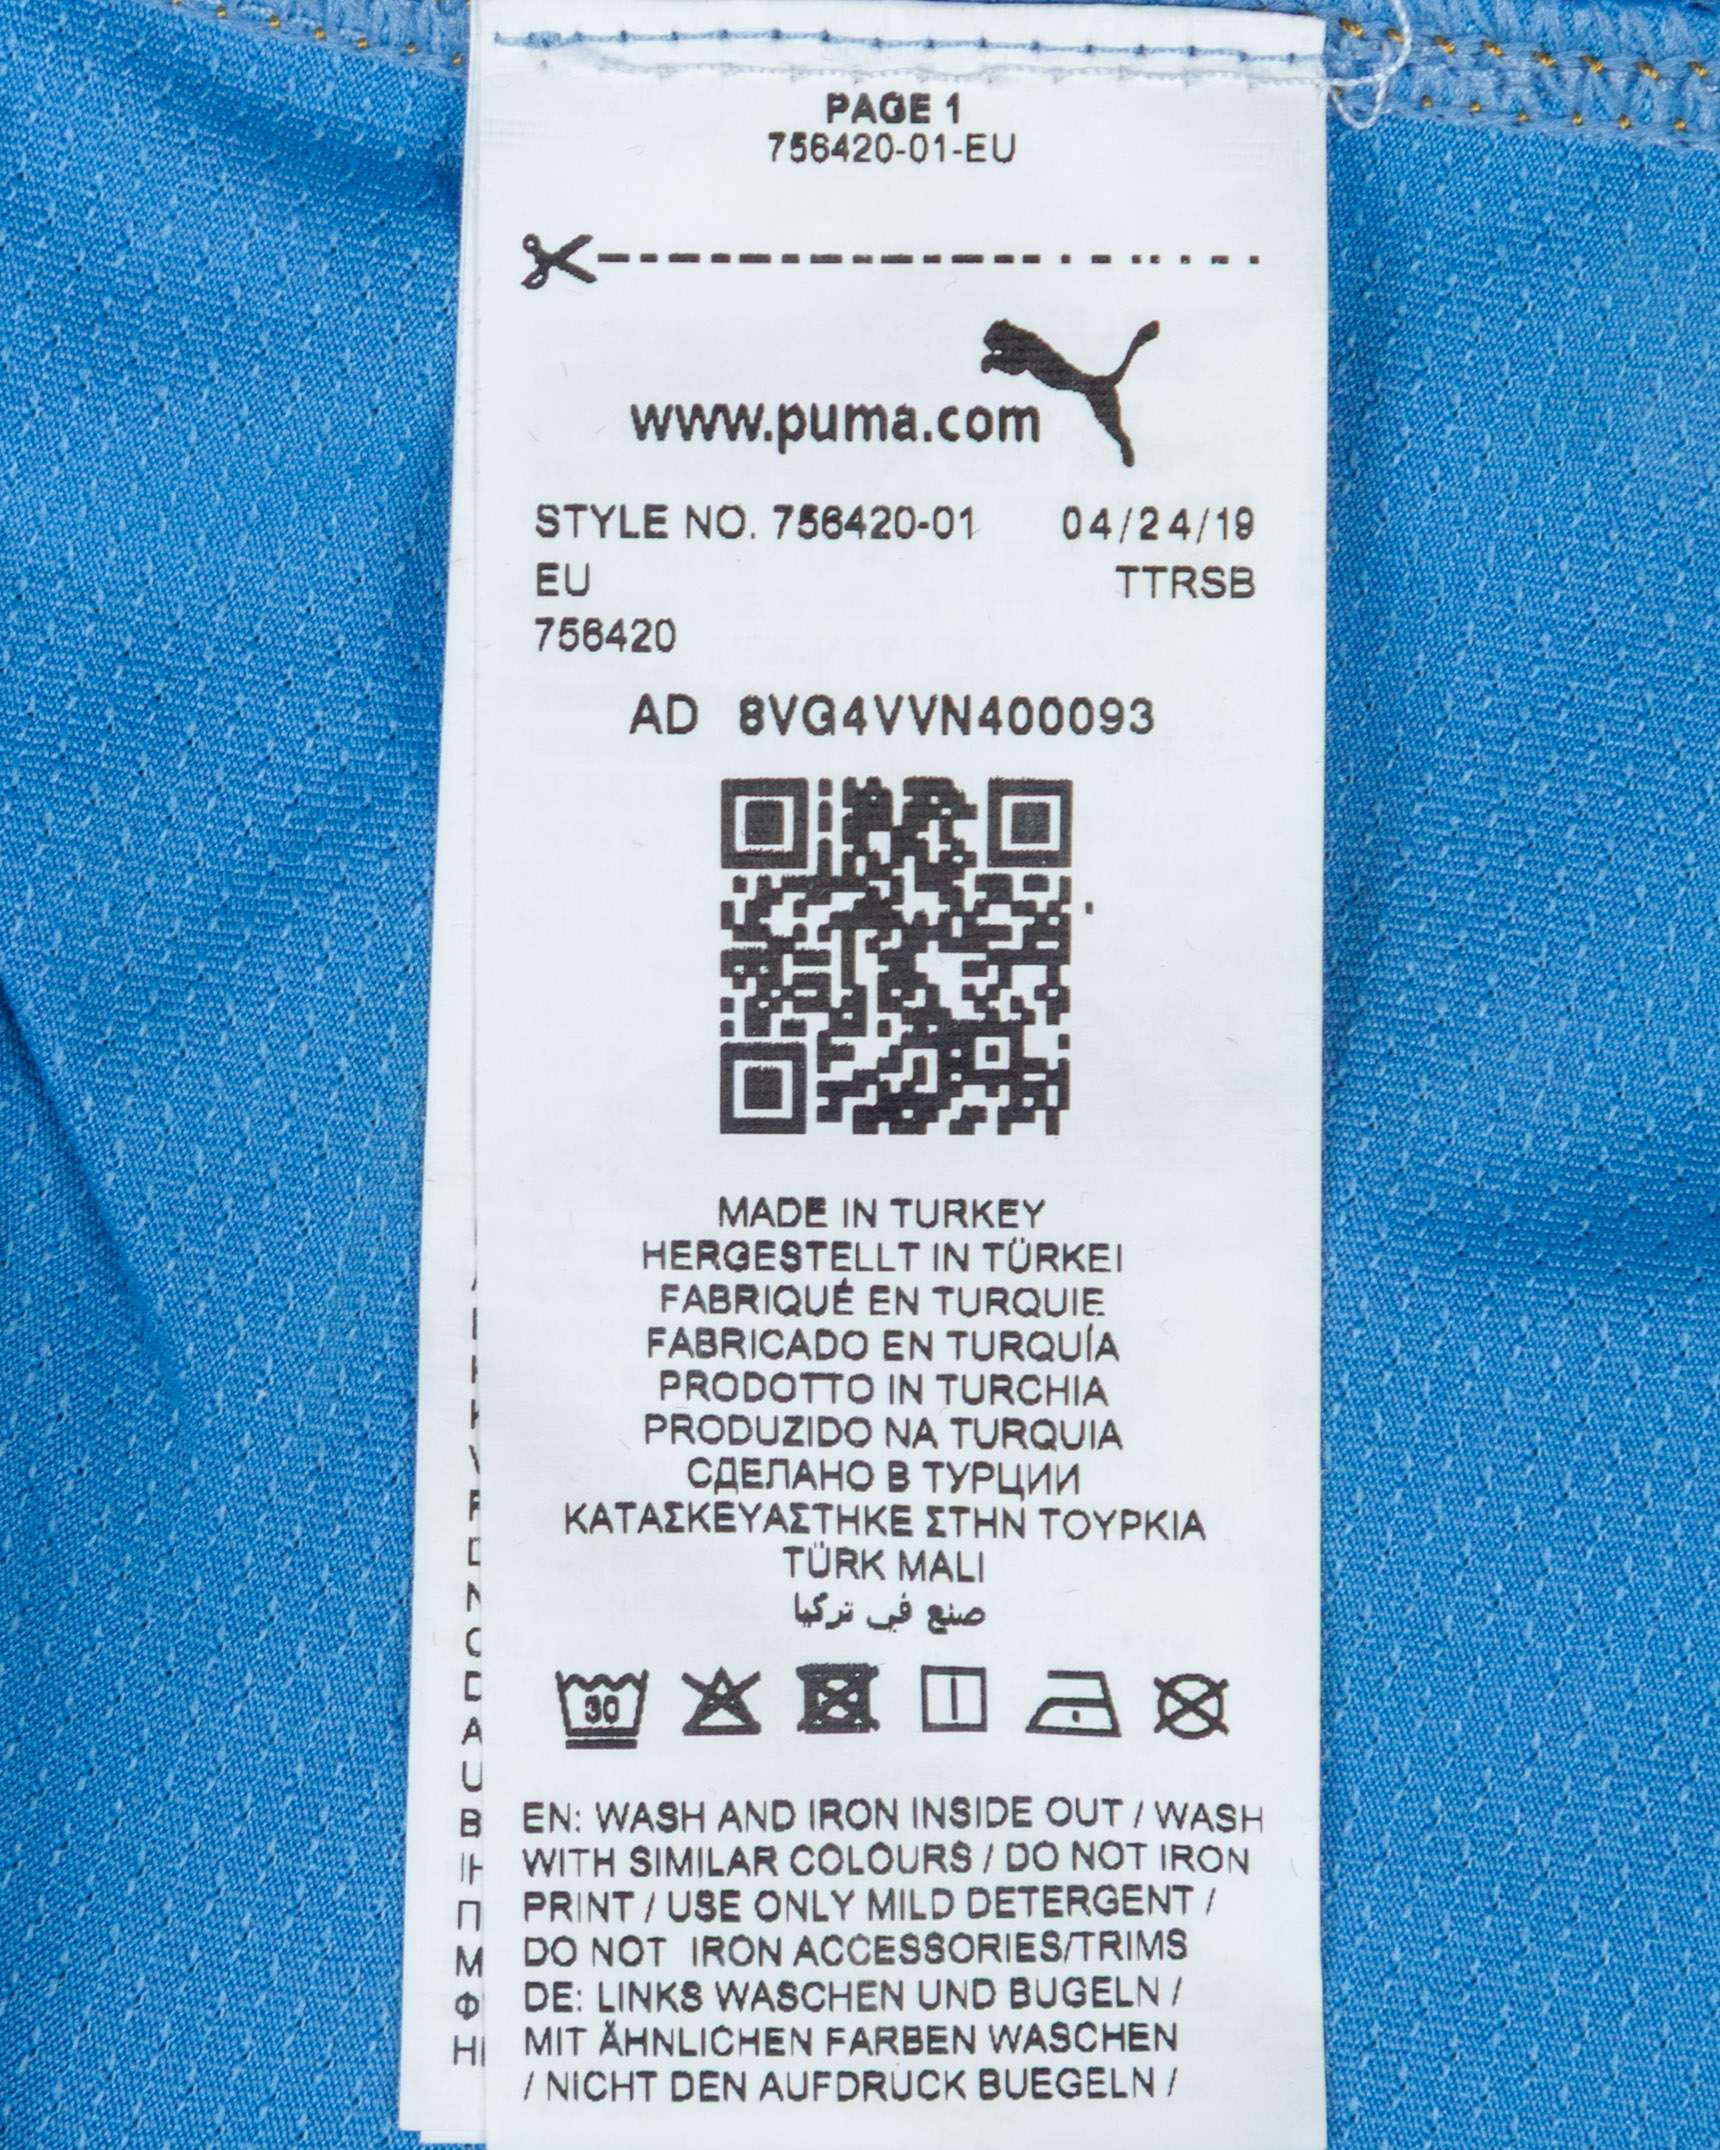 PAGE 1
756420-01-EU
www.puma.com
STYLE NO. 756420-01 04/24/19
EU TTRSB
756420
AD 8VG4VVN400093
MADE IN TURKEY
HERGESTELLT IN TÜRKEI
FABRIQUÉ EN TURQUIE
FABRICADO EN TURQUÍA
PRODOTTO IN TURCHIA
PRODUZIDO NA TURQUIA
СДЕЛАНО В ТУРЦИИ
ΚΑΤΑΣΚΕΥΑΣΤΗΚΕ ΣΤΗΝ ΤΟΥΡΚΙΑ
TÜRK MALI
صنع في تركيا
30
EN: WASH AND IRON INSIDE OUT / WASH
WITH SIMILAR COLOURS / DO NOT IRON
PRINT / USE ONLY MILD DETERGENT /
DO NOT IRON ACCESSORIES/TRIMS
DE: LINKS WASCHEN UND BUGELN /
MIT ÄHNLICHEN FARBEN WASCHEN
/ NICHT DEN AUFDRUCK BUEGELN /